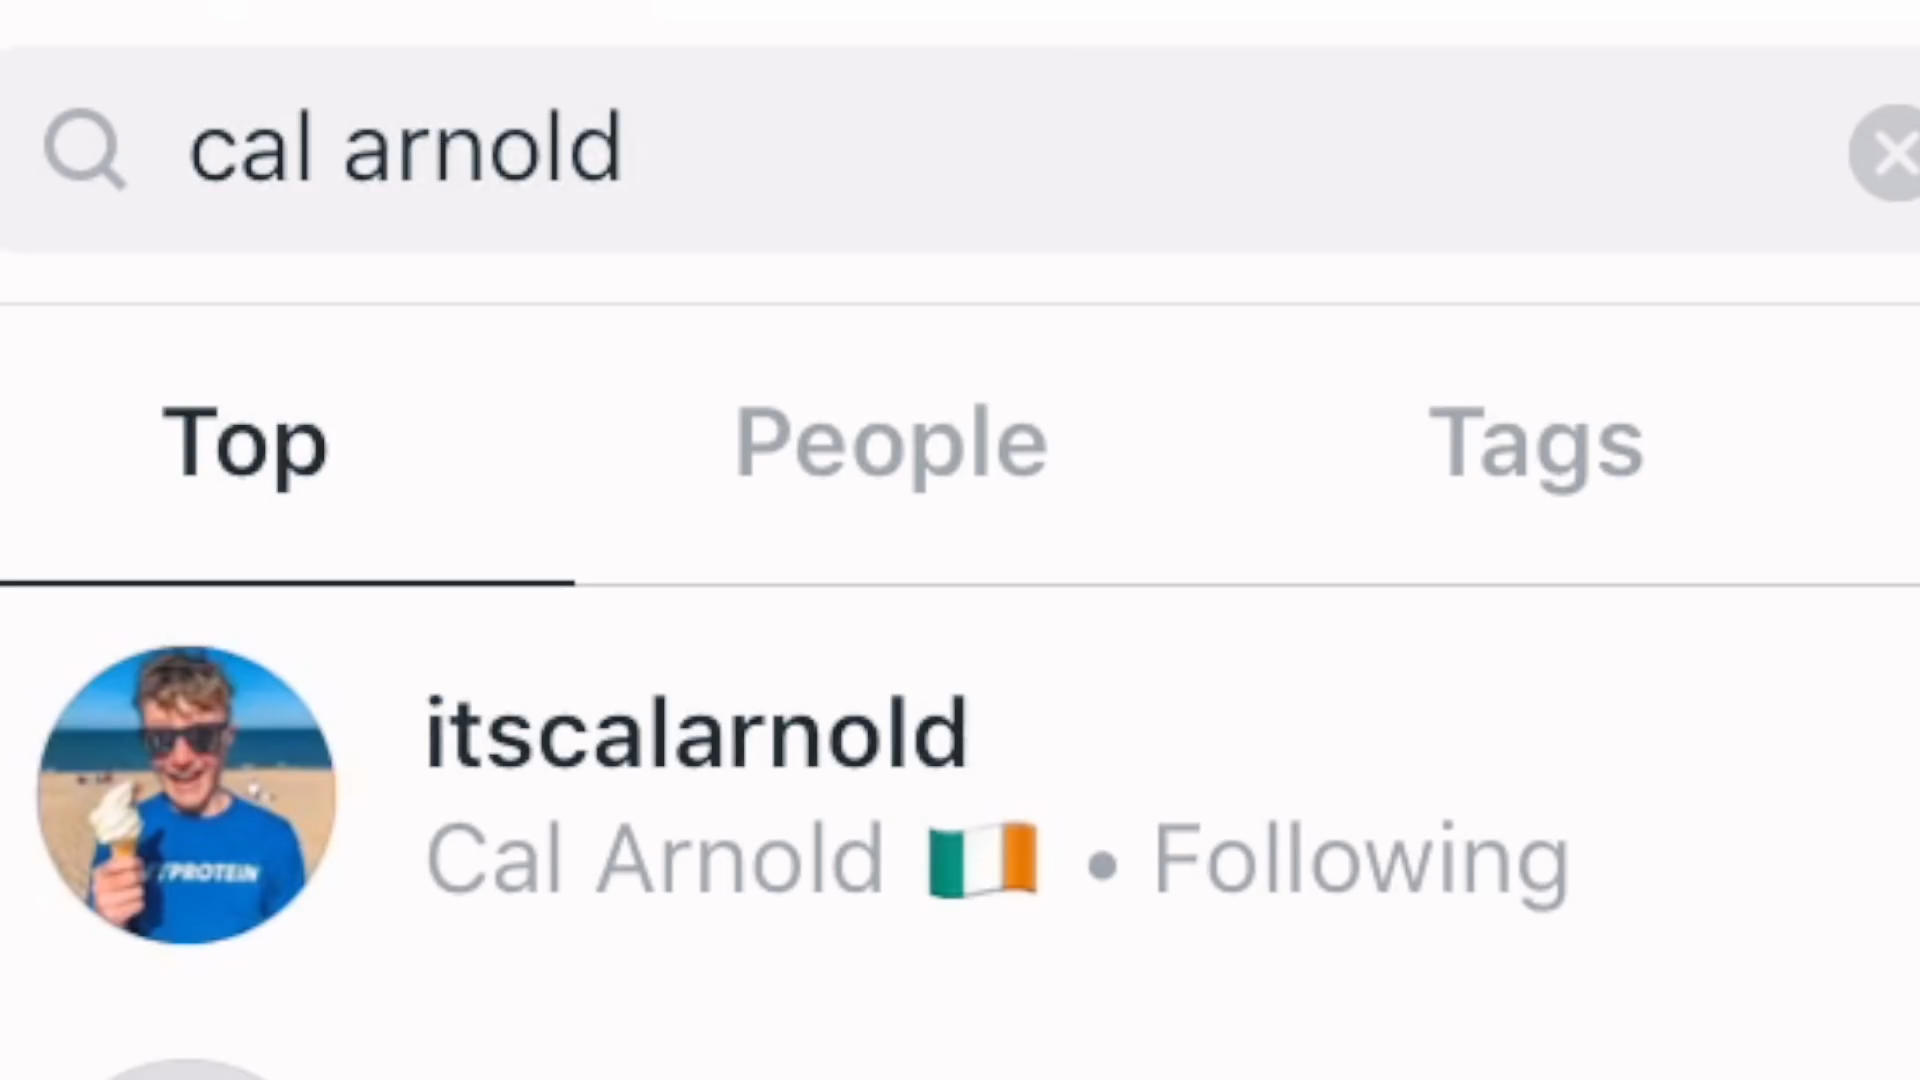 cal arnold
Top People Tags
itscalarnold
Cal Arnold 🇮🇪 • Following
PROTEIN